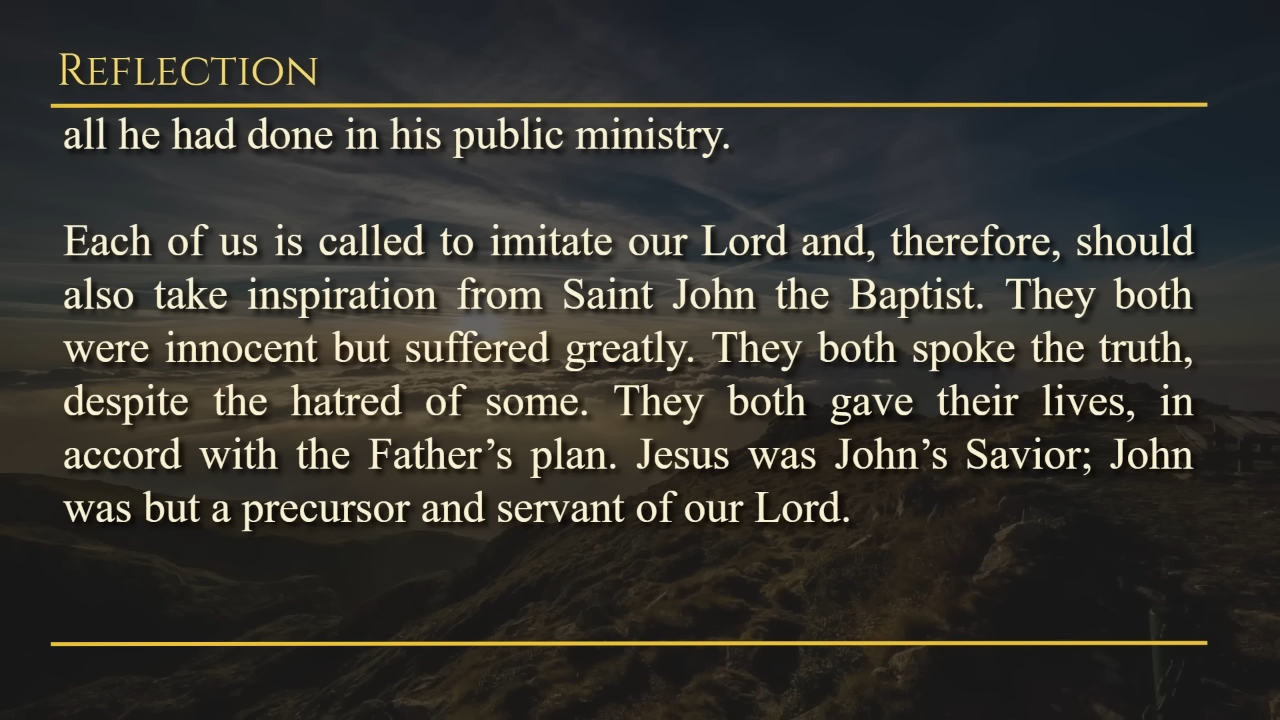 Reflection
all he had done in his public ministry.
Each of us is called to imitate our Lord and, therefore, should
also take inspiration from Saint John the Baptist. They both
were innocent but suffered greatly. They both spoke the truth,
despite the hatred of some. They both gave their lives, in
accord with the Father’s plan. Jesus was John’s Savior; John
was but a precursor and servant of our Lord.